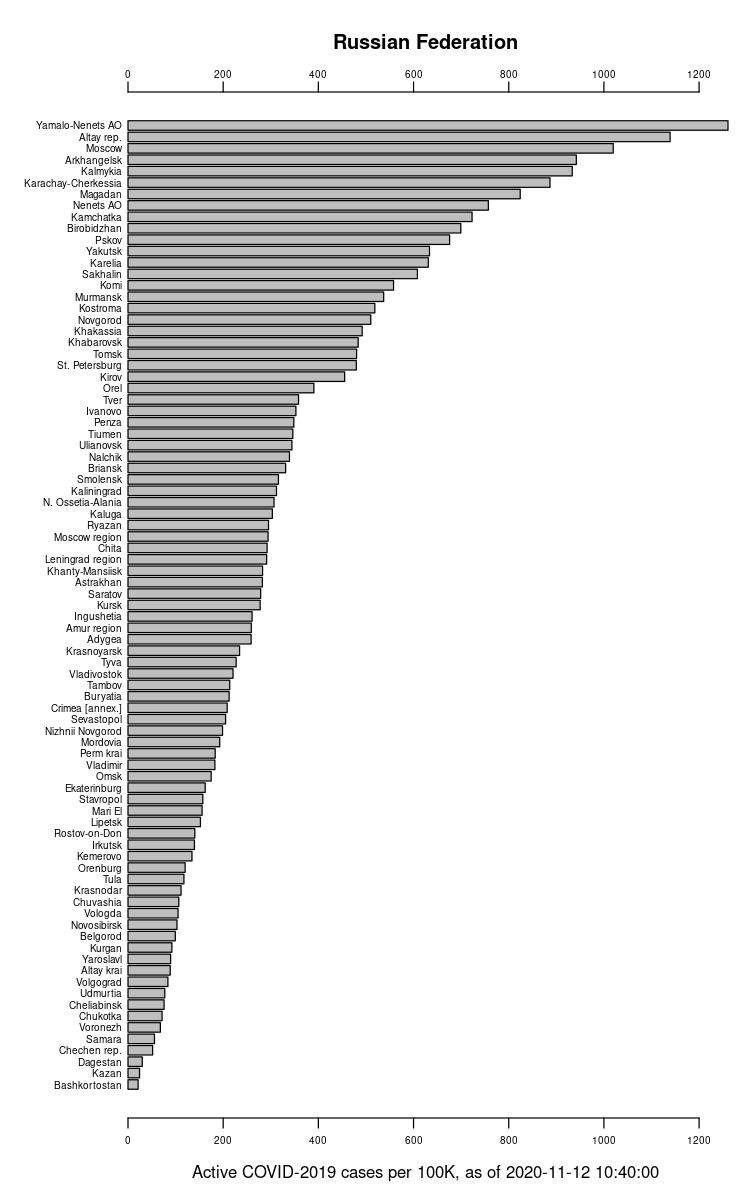 Russian Federation
0 200 400 600 800 1000 1200
Yamalo-Nenets AO
Altay rep.
Moscow
Arkhangelsk
Kalmykia
Karachay-Cherkessia
Magadan
Nenets AO
Kamchatka
Birobidzhan
Pskov
Yakutsk
Karelia
Sakhalin
Komi
Murmansk
Kostroma
Novgorod
Khakassia
Khabarovsk
Tomsk
St. Petersburg
Kirov
Orel
Tver
Ivanovo
Penza
Tiumen
Ulianovsk
Nalchik
Briansk
Smolensk
Kaliningrad
N. Ossetia-Alania
Kaluga
Ryazan
Moscow region
Chita
Leningrad region
Khanty-Mansiisk
Astrakhan
Saratov
Kursk
Ingushetia
Amur region
Adygea
Krasnoyarsk
Tyva
Vladivostok
Tambov
Buryatia
Crimea [annex.]
Sevastopol
Nizhnii Novgorod
Mordovia
Perm krai
Vladimir
Omsk
Ekaterinburg
Stavropol
Mari El
Lipetsk
Rostov-on-Don
Irkutsk
Kemerovo
Orenburg
Tula
Krasnodar
Chuvashia
Vologda
Novosibirsk
Belgorod
Kurgan
Yaroslavl
Altay krai
Volgograd
Udmurtia
Cheliabinsk
Chukotka
Voronezh
Samara
Chechen rep.
Dagestan
Kazan
Bashkortostan
0 200 400 600 800 1000 1200
Active COVID-2019 cases per 100K, as of 2020-11-12 10:40:00